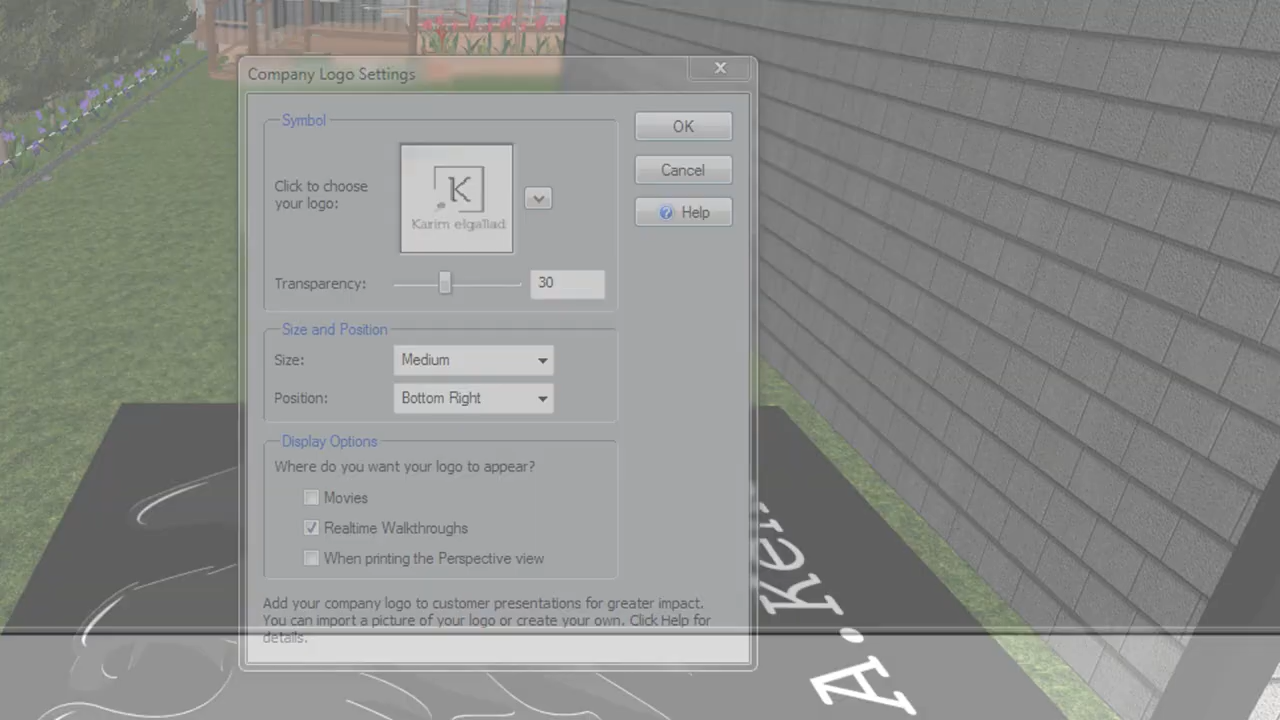 Company Logo Settings
Symbol
OK
Click to choose
your logo:
K
Karim elgallad
Cancel
Help
Transparency:
30
Size and Position
Size:
Medium
Position:
Bottom Right
Display Options
Where do you want your logo to appear?
Movies
Realtime Walkthroughs
When printing the Perspective view
Add your company logo to customer presentations for greater impact.
You can import a picture of your logo or create your own. Click Help for
details.
A.